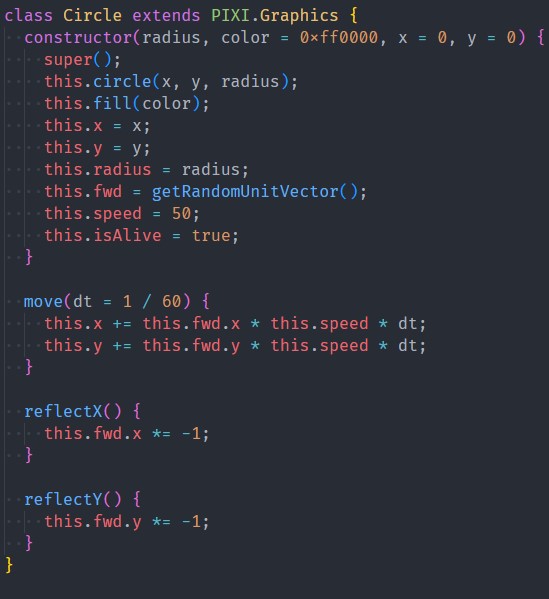 class Circle extends PIXI.Graphics {
  constructor(radius, color = 0xff0000, x = 0, y = 0) {
    super();
    this.circle(x, y, radius);
    this.fill(color);
    this.x = x;
    this.y = y;
    this.radius = radius;
    this.fwd = getRandomUnitVector();
    this.speed = 50;
    this.isAlive = true;
  }

  move(dt = 1 / 60) {
    this.x += this.fwd.x * this.speed * dt;
    this.y += this.fwd.y * this.speed * dt;
  }

  reflectX() {
    this.fwd.x *= -1;
  }

  reflectY() {
    this.fwd.y *= -1;
  }
}